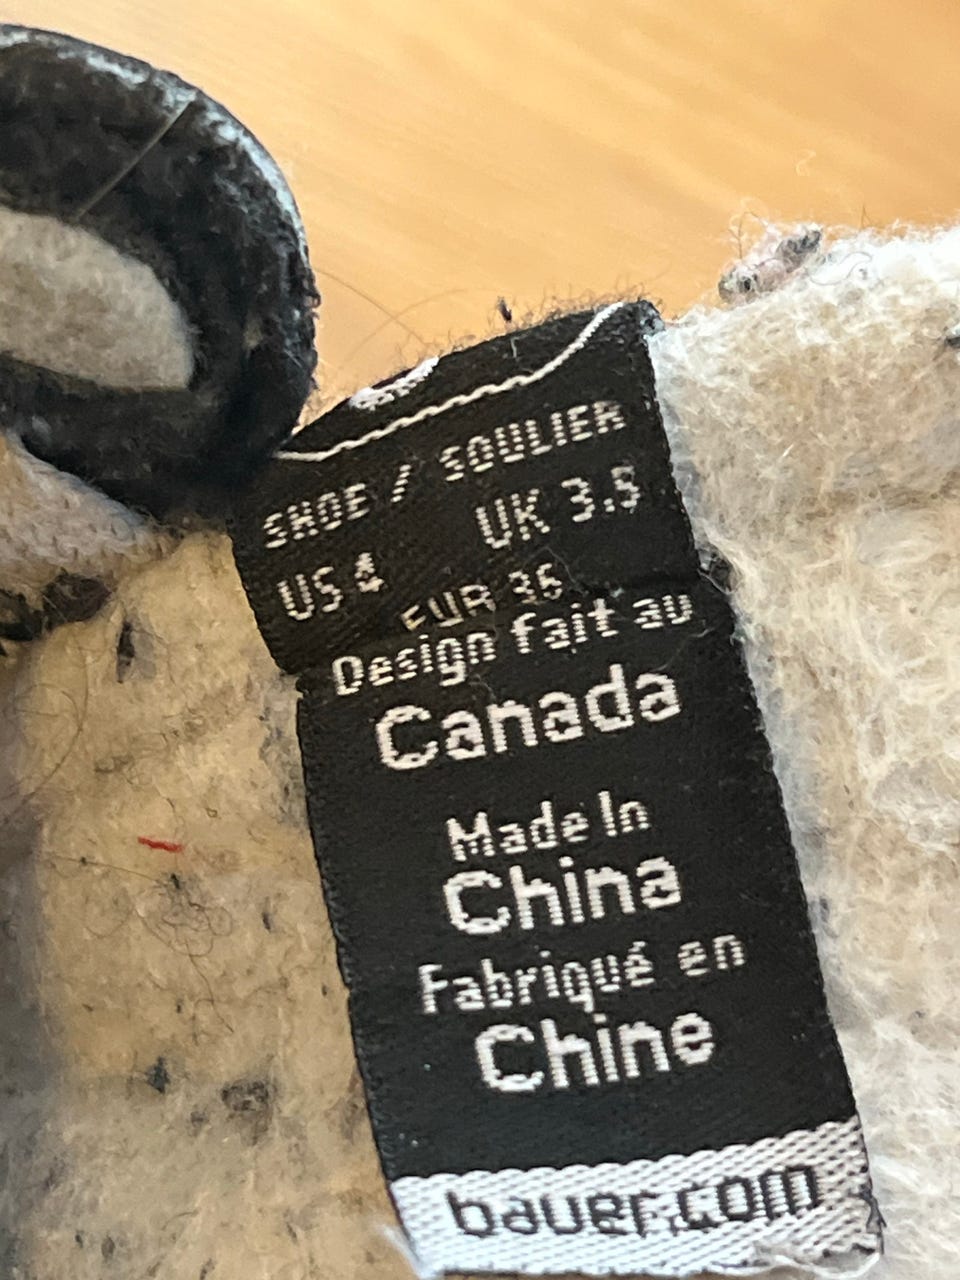 SHOE / SOULIER
US 4 UK 3.5
EUR 36
Design fait au
Canada
Made In
China
Fabriqué en
Chine
bauer.com